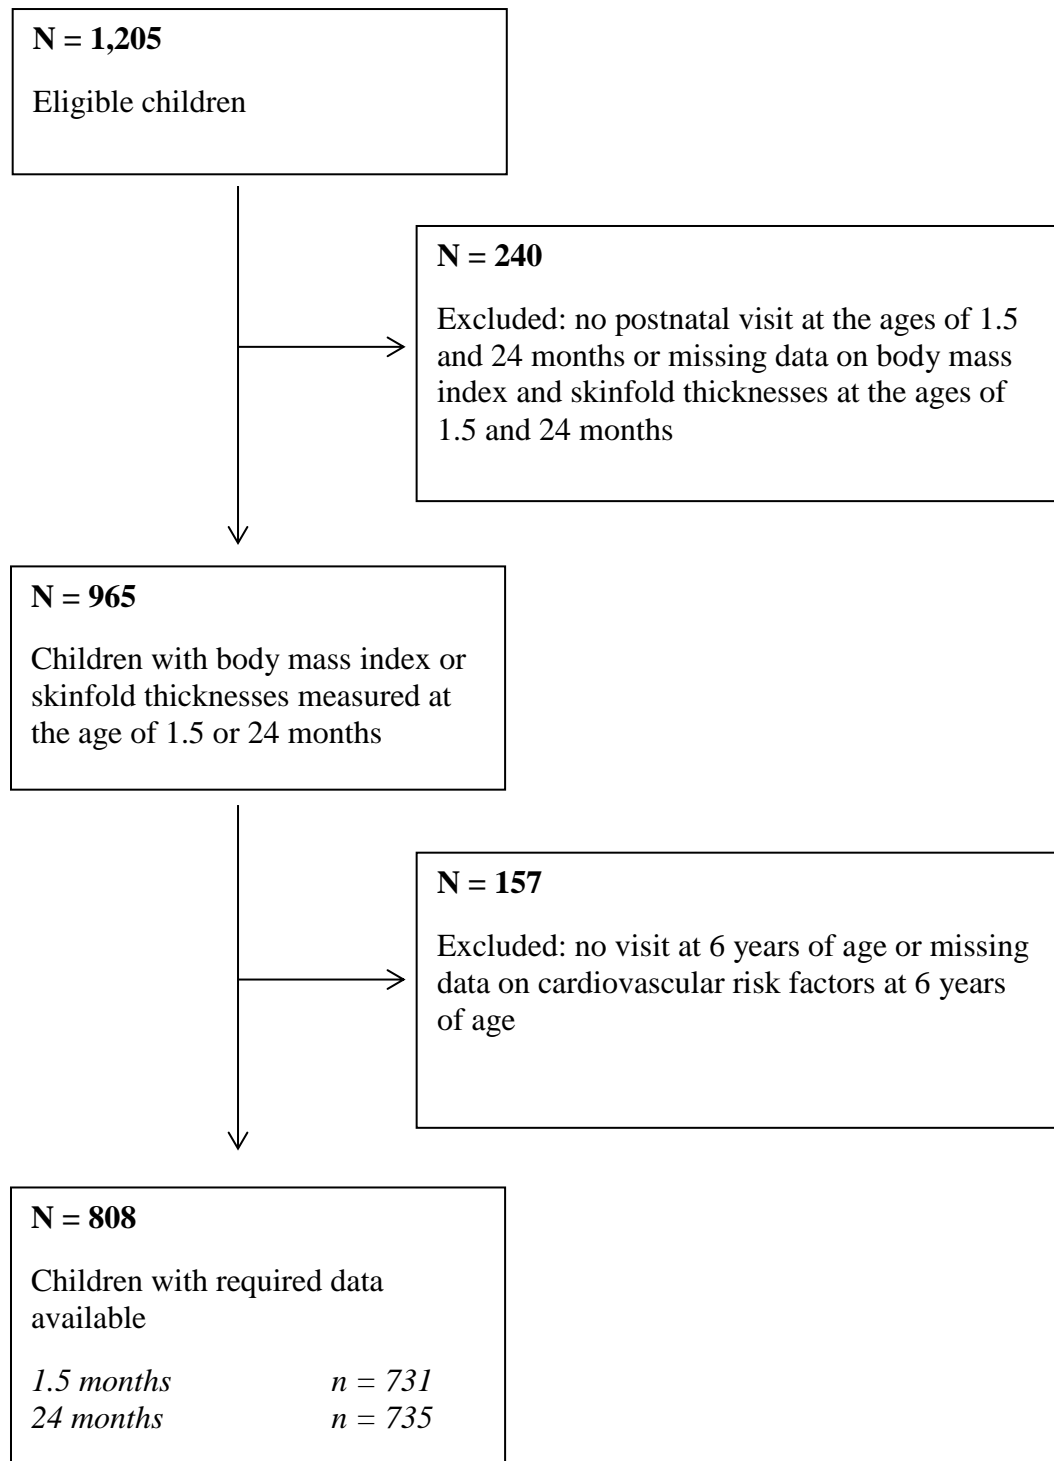 N = 1,205
Eligible children
N = 240
Excluded: no postnatal visit at the ages of 1.5
and 24 months or missing data on body mass
index and skinfold thicknesses at the ages of
1.5 and 24 months
N = 965
Children with body mass index or
skinfold thicknesses measured at
the age of 1.5 or 24 months
N = 157
Excluded: no visit at 6 years of age or missing
data on cardiovascular risk factors at 6 years
of age
N = 808
Children with required data
available
1.5 months n = 731
24 months n = 735